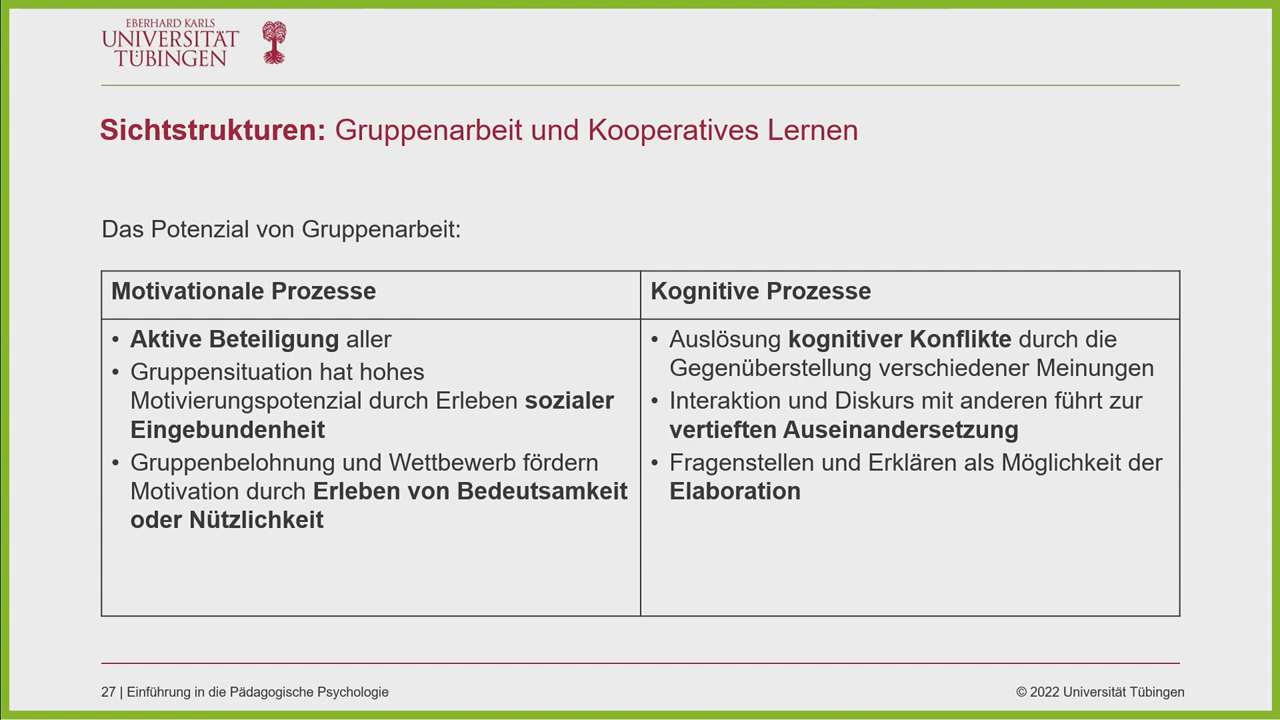 EBERHARD KARLS
UNIVERSITÄT
TÜBINGEN
Sichtstrukturen: Gruppenarbeit und Kooperatives Lernen
Das Potenzial von Gruppenarbeit:
Motivationale Prozesse
• Aktive Beteiligung aller
• Gruppensituation hat hohes
Motivierungspotenzial durch Erleben sozialer
Eingebundenheit
• Gruppenbelohnung und Wettbewerb fördern
Motivation durch Erleben von Bedeutsamkeit
oder Nützlichkeit
Kognitive Prozesse
• Auslösung kognitiver Konflikte durch die
Gegenüberstellung verschiedener Meinungen
• Interaktion und Diskurs mit anderen führt zur
vertieften Auseinandersetzung
• Fragenstellen und Erklären als Möglichkeit der
Elaboration
27 | Einführung in die Pädagogische Psychologie
© 2022 Universität Tübingen